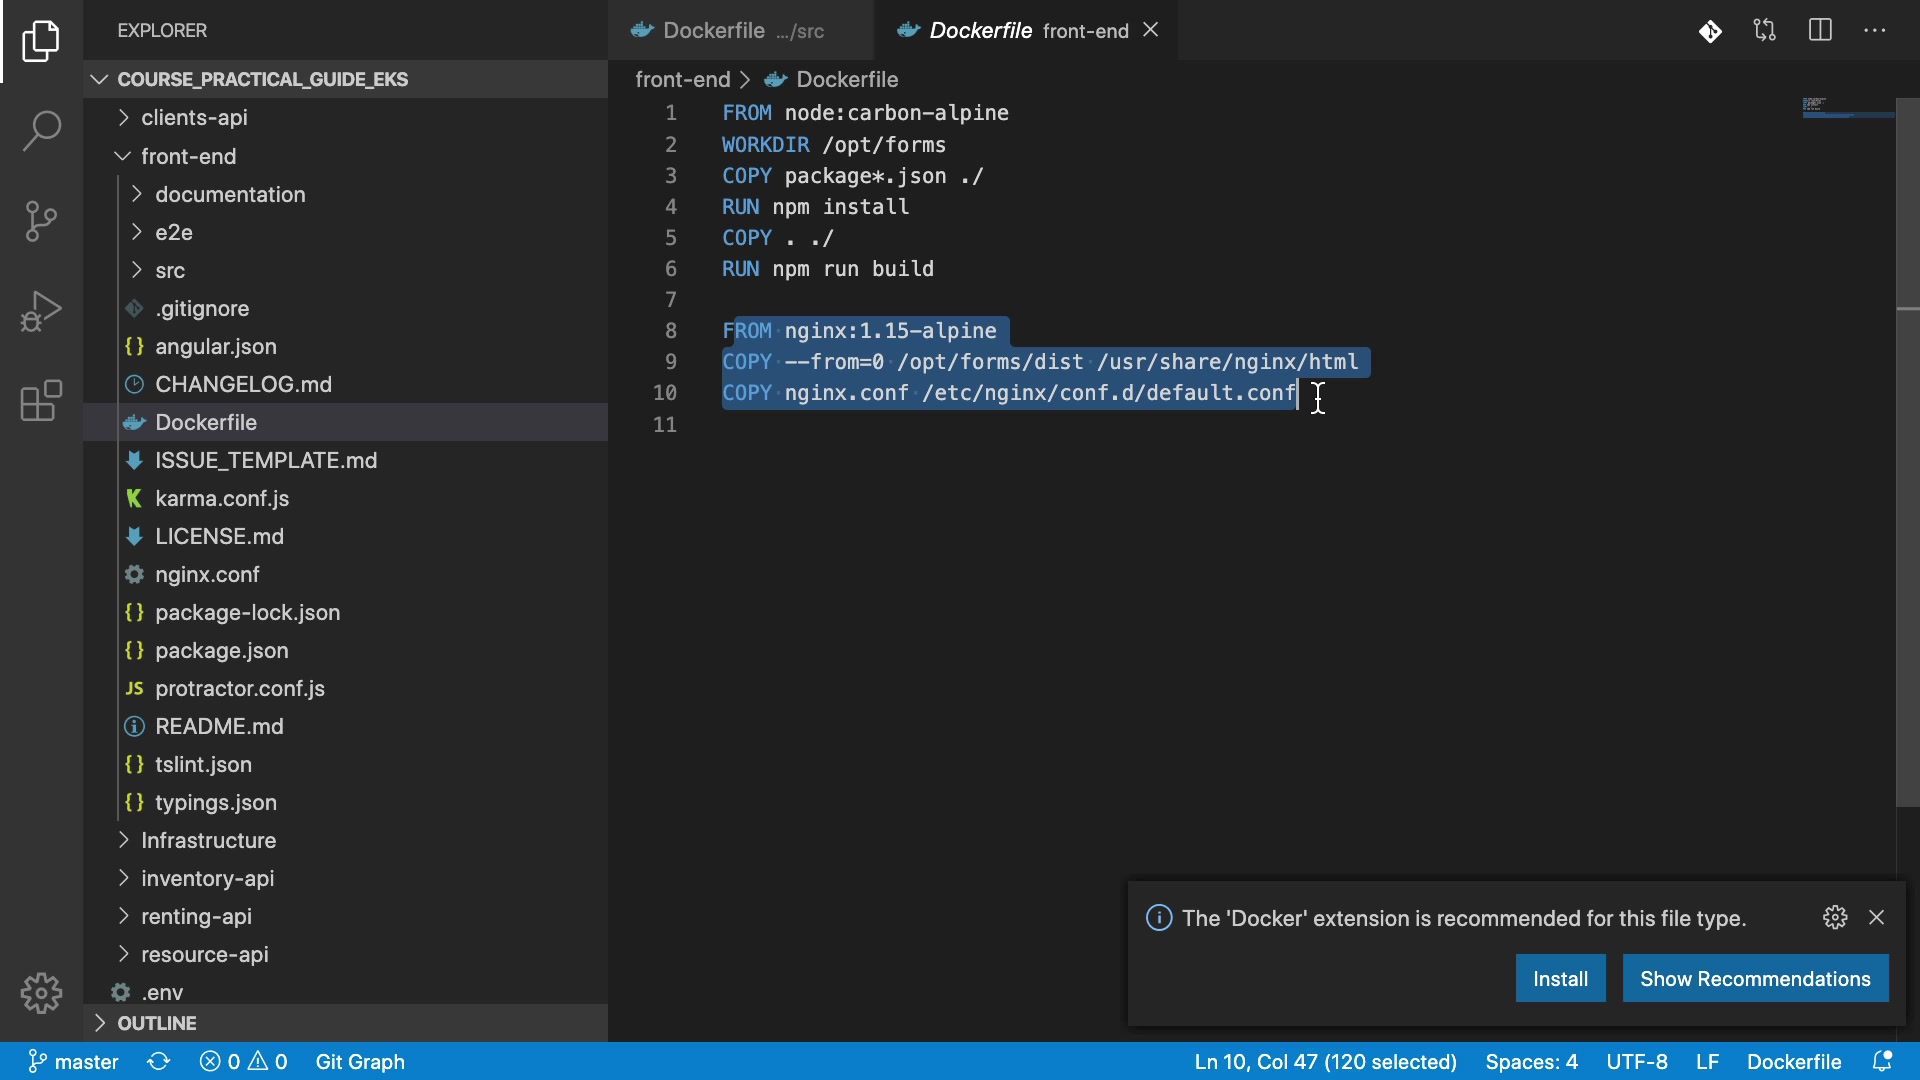 EXPLORER
COURSE_PRACTICAL_GUIDE_EKS
clients-api
front-end
documentation
e2e
src
.gitignore
{} angular.json
CHANGELOG.md
Dockerfile
ISSUE_TEMPLATE.md
karma.conf.js
LICENSE.md
nginx.conf
{} package-lock.json
{} package.json
JS protractor.conf.js
README.md
{} tslint.json
{} typings.json
Infrastructure
inventory-api
renting-api
resource-api
.env
OUTLINE
Dockerfile .../src
Dockerfile front-end
front-end > Dockerfile
1 FROM node:carbon-alpine
2 WORKDIR /opt/forms
3 COPY package*.json ./
4 RUN npm install
5 COPY . ./
6 RUN npm run build
7
8 FROM nginx:1.15-alpine
9 COPY --from=0 /opt/forms/dist /usr/share/nginx/html
10 COPY nginx.conf /etc/nginx/conf.d/default.conf
11
The 'Docker' extension is recommended for this file type.
Install Show Recommendations
master 0 0 Git Graph Ln 10, Col 47 (120 selected) Spaces: 4 UTF-8 LF Dockerfile